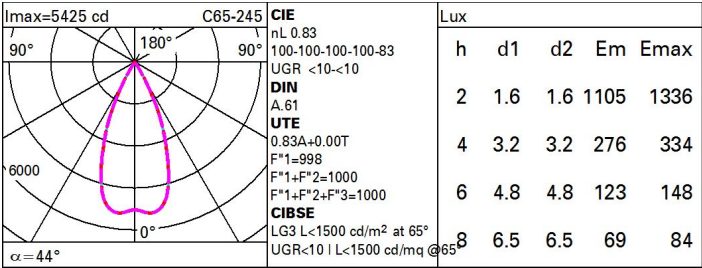 Imax=5425 cd C65-245
90° 180° 90°
6000
0°
α=44°
CIE
nL 0.83
100-100-100-100-83
UGR <10-<10
DIN
A.61
UTE
0.83A+0.00T
F"1=998
F"1+F"2=1000
F"1+F"2+F"3=1000
CIBSE
LG3 L<1500 cd/m² at 65°
UGR<10 | L<1500 cd/mq @65°
Lux
h d1 d2 Em Emax
2 1.6 1.6 1105 1336
4 3.2 3.2 276 334
6 4.8 4.8 123 148
8 6.5 6.5 69 84